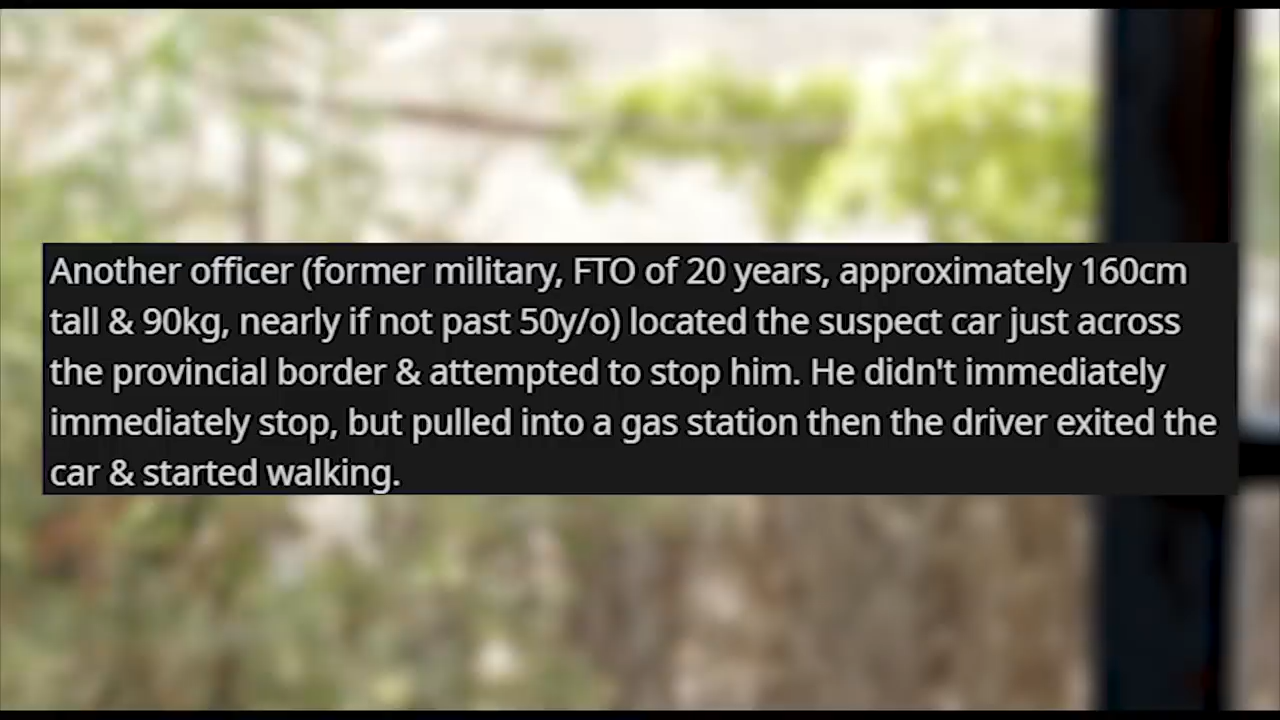 Another officer (former military, FTO of 20 years, approximately 160cm
tall & 90kg, nearly if not past 50y/o) located the suspect car just across
the provincial border & attempted to stop him. He didn't immediately
immediately stop, but pulled into a gas station then the driver exited the
car & started walking.